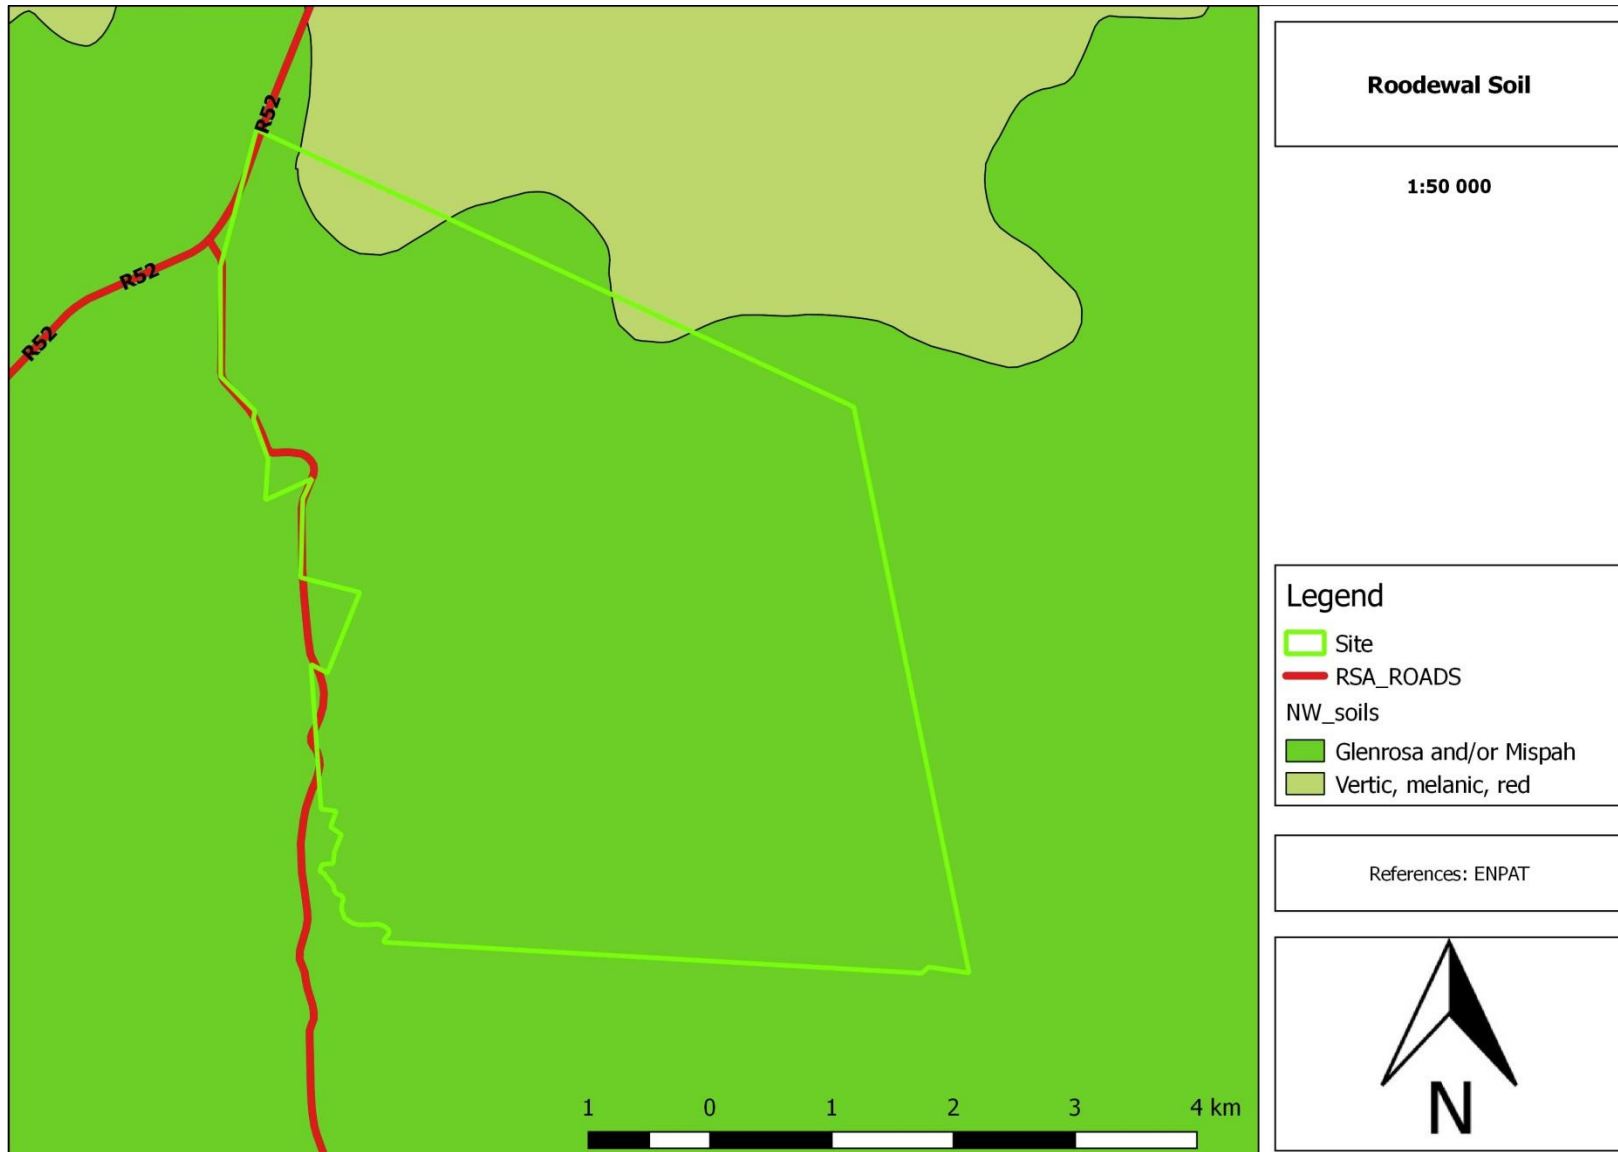 R52
R52
R52
Roodewal Soil
1:50 000
Legend
Site
RSA_ROADS
NW_soils
Glenrosa and/or Mispah
Vertic, melanic, red
References: ENPAT
1 0 1 2 3 4 km
N